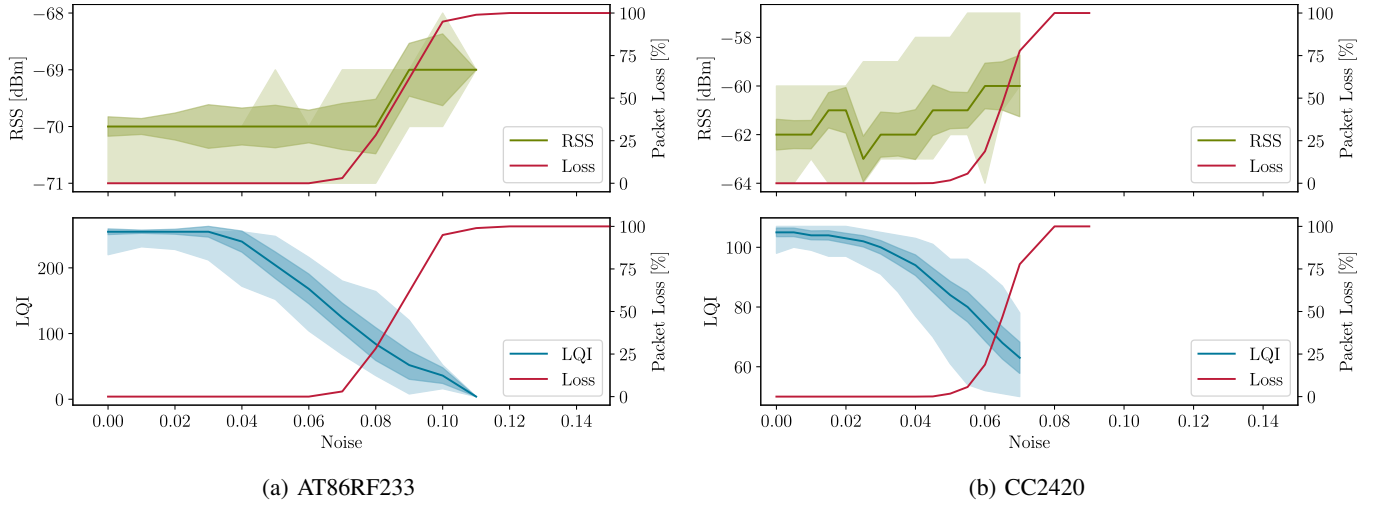 −68
−69
−70
−71
RSS [dBm]
100
75
50
25
0
Packet Loss [%]
RSS
Loss
200
100
0
LQI
100
75
50
25
0
Packet Loss [%]
LQI
Loss
0.00 0.02 0.04 0.06 0.08 0.10 0.12 0.14
Noise
(a) AT86RF233
−58
−60
−62
−64
RSS [dBm]
100
75
50
25
0
Packet Loss [%]
RSS
Loss
100
80
60
LQI
100
75
50
25
0
Packet Loss [%]
LQI
Loss
0.00 0.02 0.04 0.06 0.08 0.10 0.12 0.14
Noise
(b) CC2420